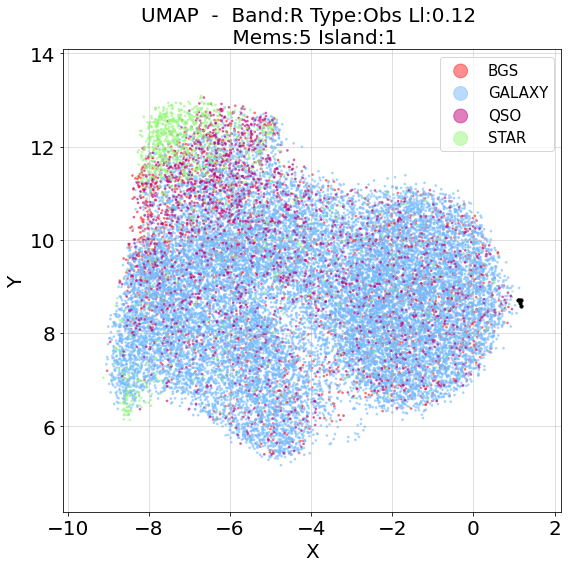 UMAP  -  Band:R Type:Obs Ll:0.12
Mems:5 Island:1
BGS
GALAXY
QSO
STAR
14
12
10
8
6
Y
−10
−8
−6
−4
−2
0
2
X